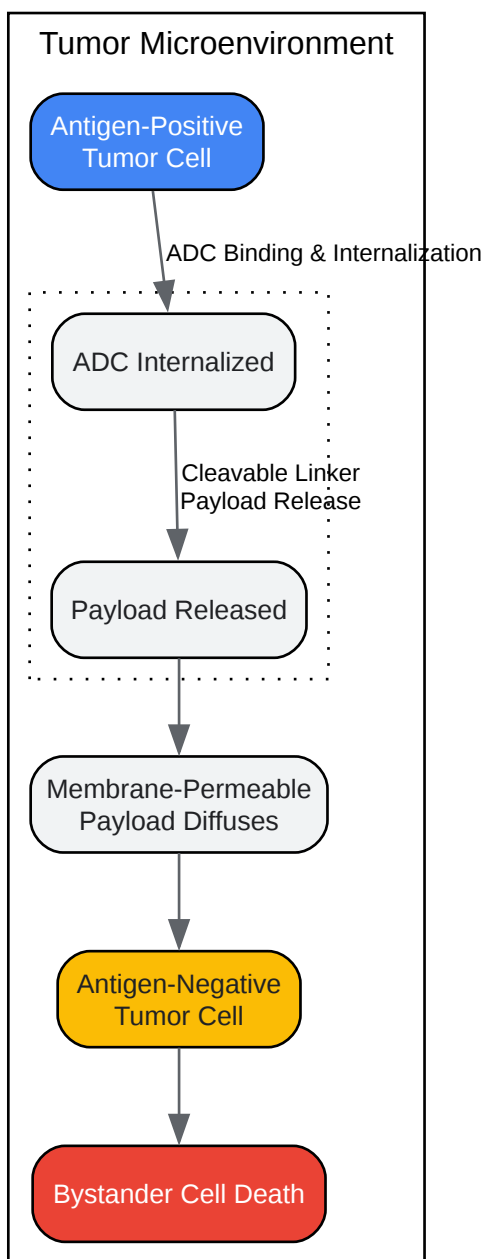 Tumor Microenvironment
Antigen-Positive
Tumor Cell
ADC Binding & Internalization
ADC Internalized
Cleavable Linker
Payload Release
Payload Released
Membrane-Permeable
Payload Diffuses
Antigen-Negative
Tumor Cell
Bystander Cell Death